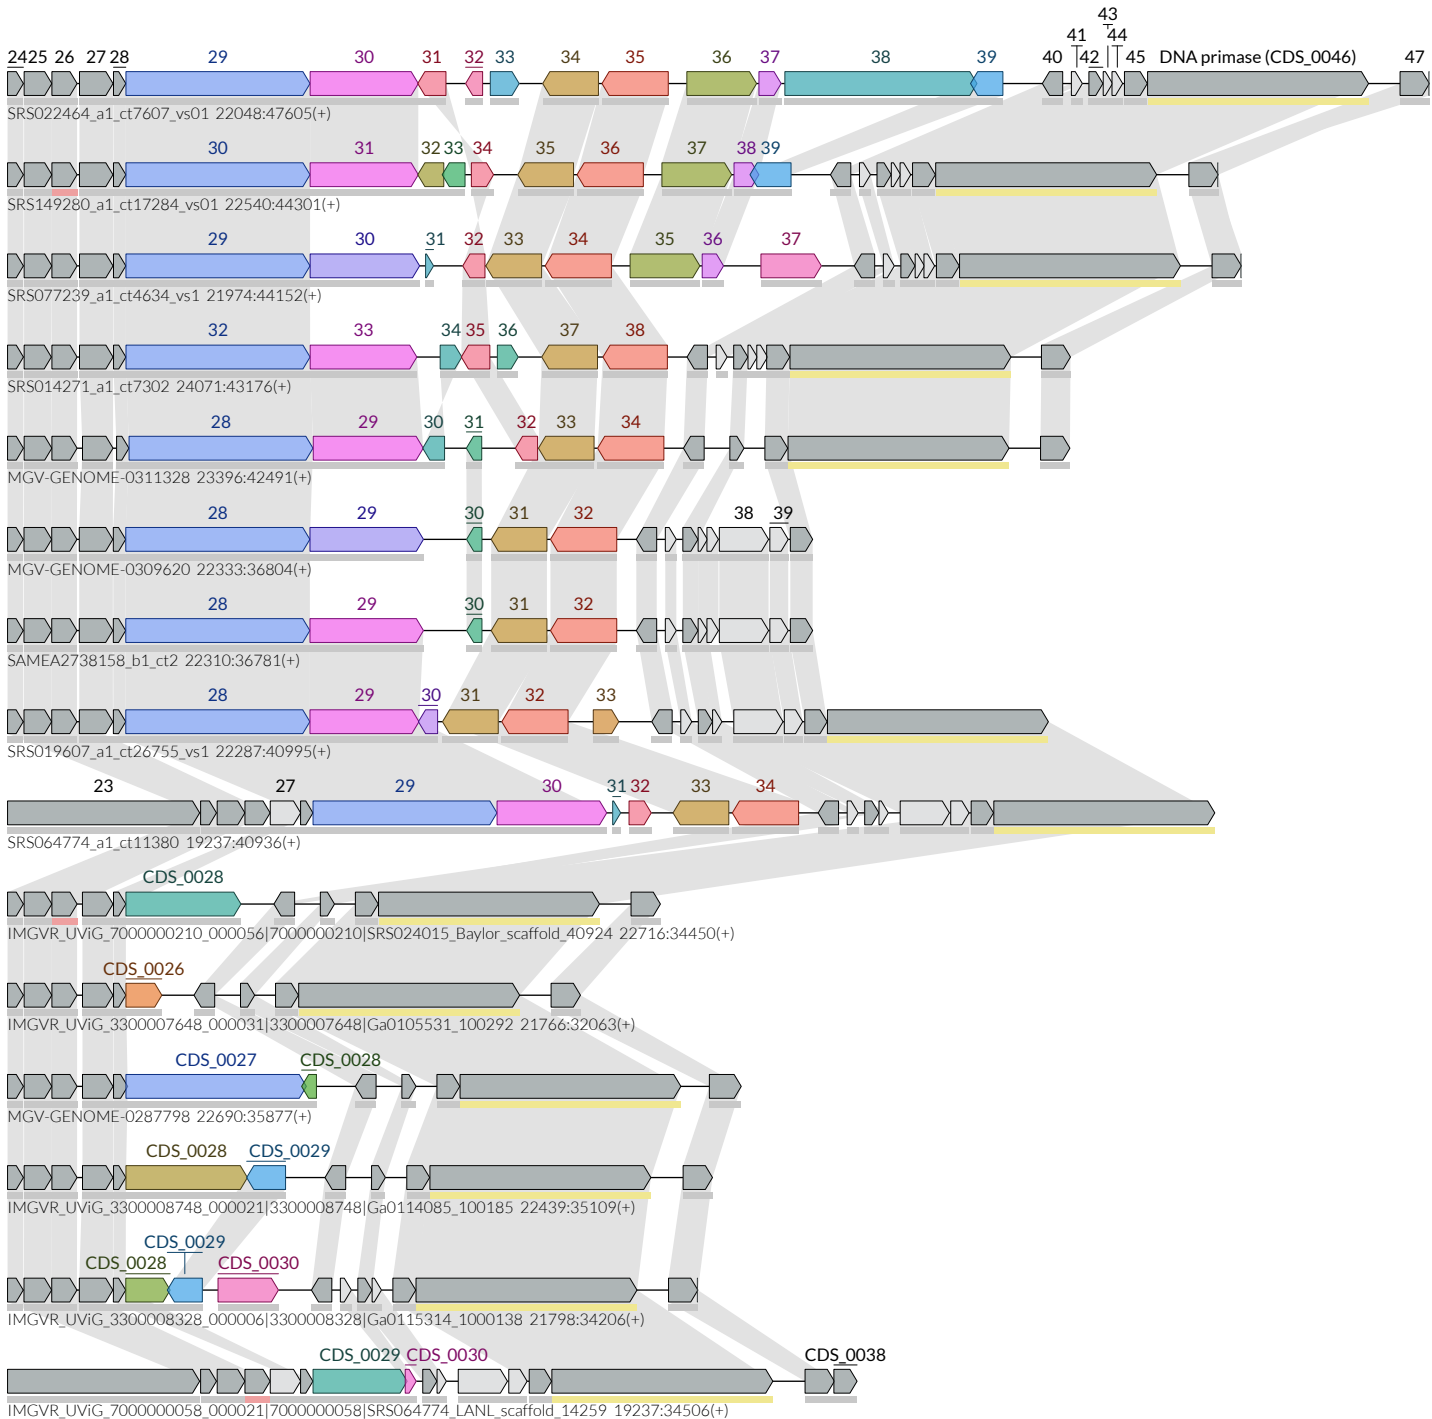 43
41 44
24 25 26 27 28 29 30 31 32 33 34 35 36 37 38 39 40 42 45 DNA primase (CDS_0046) 47
SRS022464_a1_ct7607_vs01 22048:47605(+)
30 31 32 33 34 35 36 37 38 39
SRS149280_a1_ct17284_vs01 22540:44301(+)
29 30 31 32 33 34 35 36 37
SRS077239_a1_ct4634_vs1 21974:44152(+)
32 33 34 35 36 37 38
SRS014271_a1_ct7302 24071:43176(+)
28 29 30 31 32 33 34
MGV-GENOME-0311328 23396:42491(+)
28 29 30 31 32 38 39
MGV-GENOME-0309620 22333:36804(+)
28 29 30 31 32
SAMEA2738158_b1_ct2 22310:36781(+)
28 29 30 31 32 33
SRS019607_a1_ct26755_vs1 22287:40995(+)
23 27 29 30 31 32 33 34
SRS064774_a1_ct11380 19237:40936(+)
CDS_0028
IMGVR_UViG_7000000210_000056|7000000210|SRS024015_Baylor_scaffold_40924 22716:34450(+)
CDS_0026
IMGVR_UViG_3300007648_000031|3300007648|Ga0105531_100292 21766:32063(+)
CDS_0027 CDS_0028
MGV-GENOME-0287798 22690:35877(+)
CDS_0028 CDS_0029
IMGVR_UViG_3300008748_000021|3300008748|Ga0114085_100185 22439:35109(+)
CDS_0029
CDS_0028 CDS_0030
IMGVR_UViG_3300008328_000006|3300008328|Ga0115314_1000138 21798:34206(+)
CDS_0029 CDS_0030 CDS_0038
IMGVR_UViG_7000000058_000021|7000000058|SRS064774_LANL_scaffold_14259 19237:34506(+)